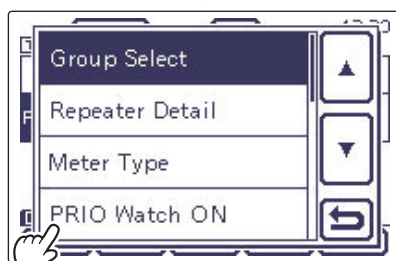 Group Select
Repeater Detail
Meter Type
PRIO Watch ON